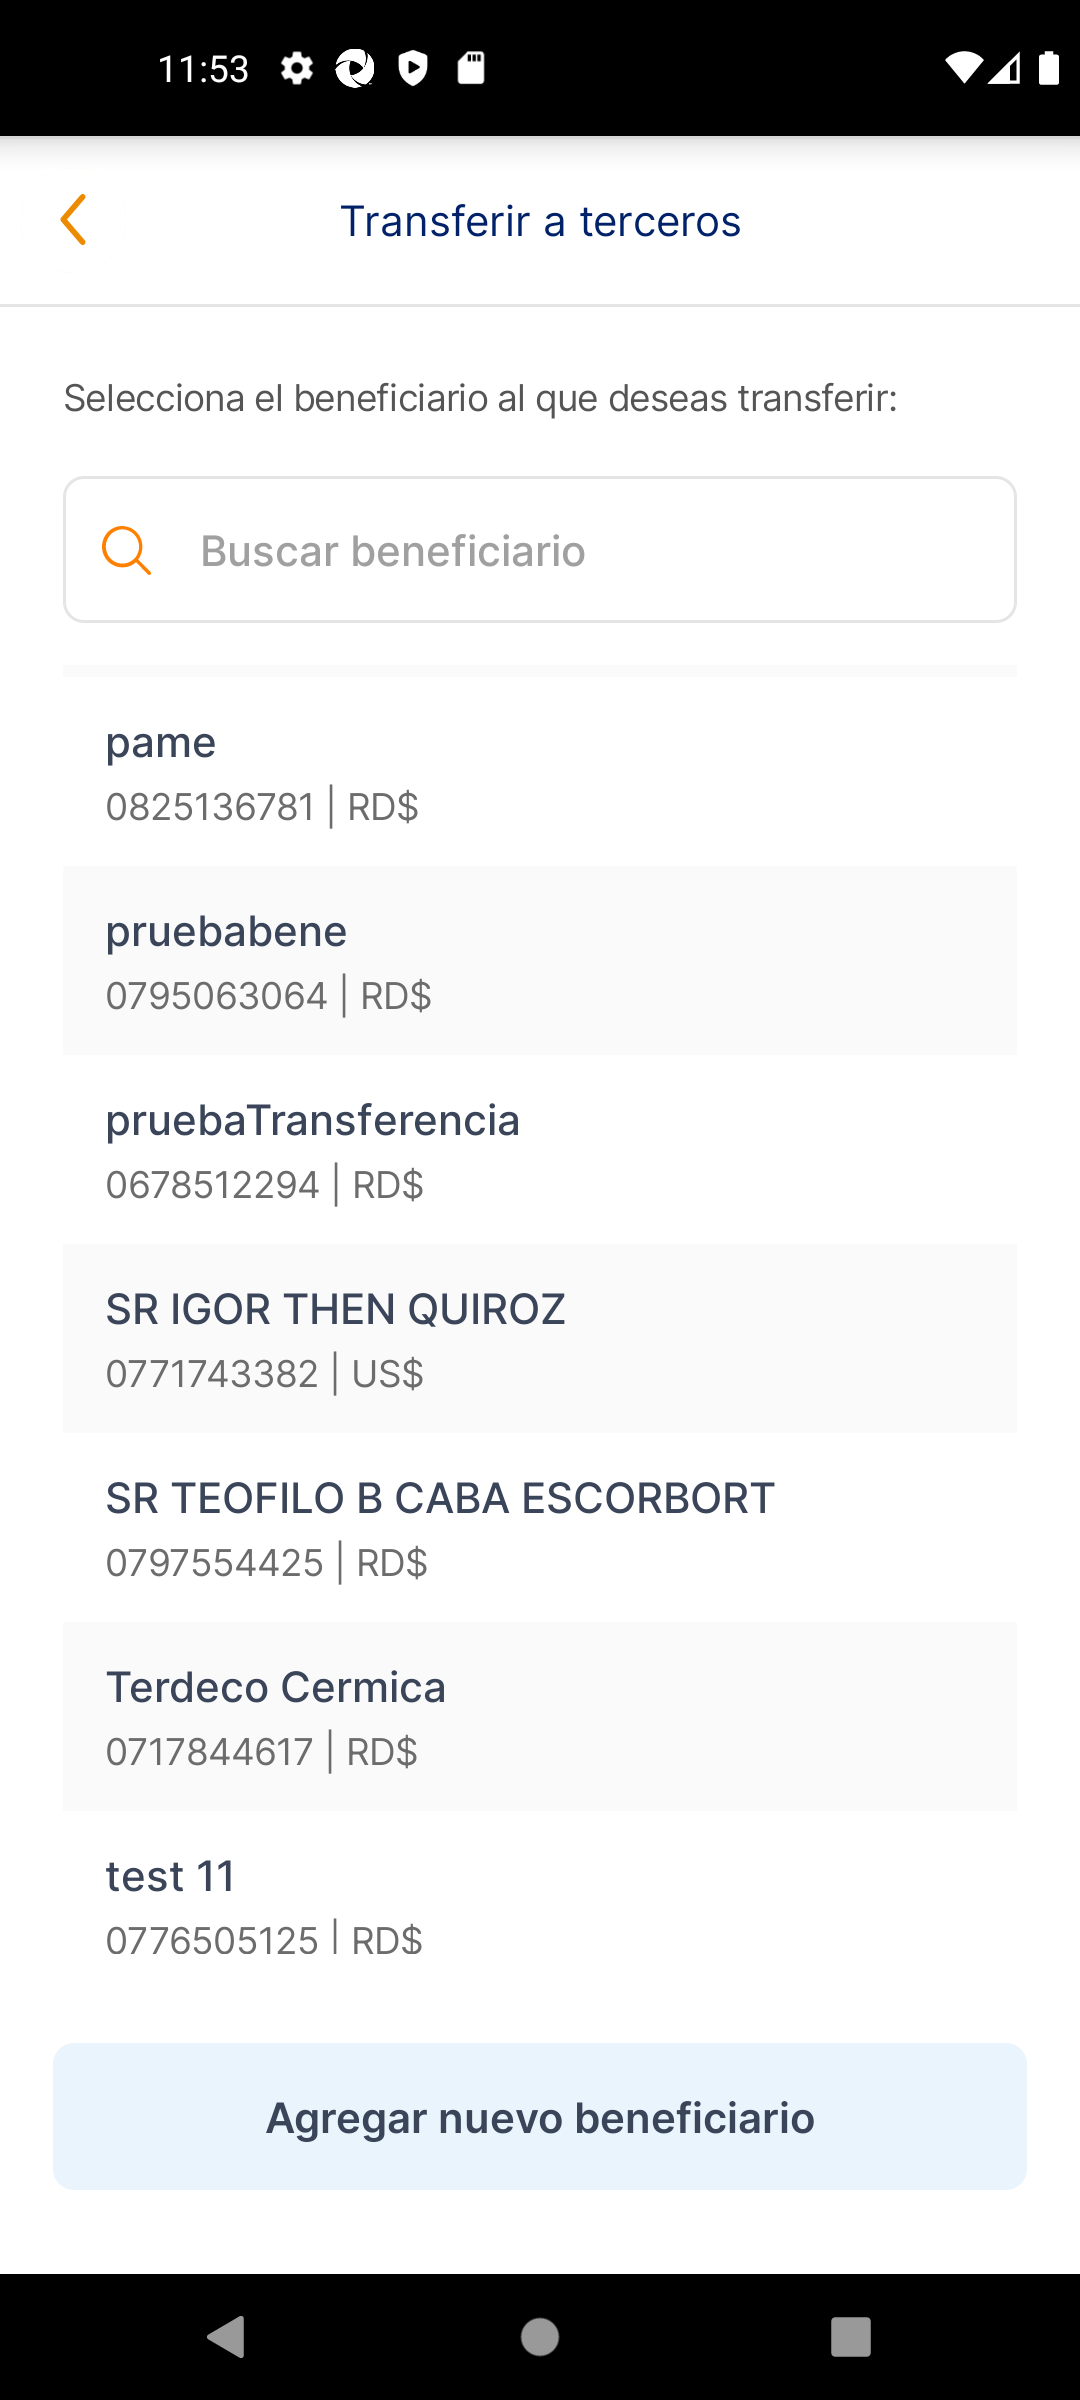 11:53
Transferir a terceros
Selecciona el beneficiario al que deseas transferir:
Buscar beneficiario
pame
0825136781 | RD$
pruebabene
0795063064 | RD$
pruebaTransferencia
0678512294 | RD$
SR IGOR THEN QUIROZ
0771743382 | US$
SR TEOFILO B CABA ESCORBORT
0797554425 | RD$
Terdeco Cermica
0717844617 | RD$
test 11
0776505125 | RD$
Agregar nuevo beneficiario